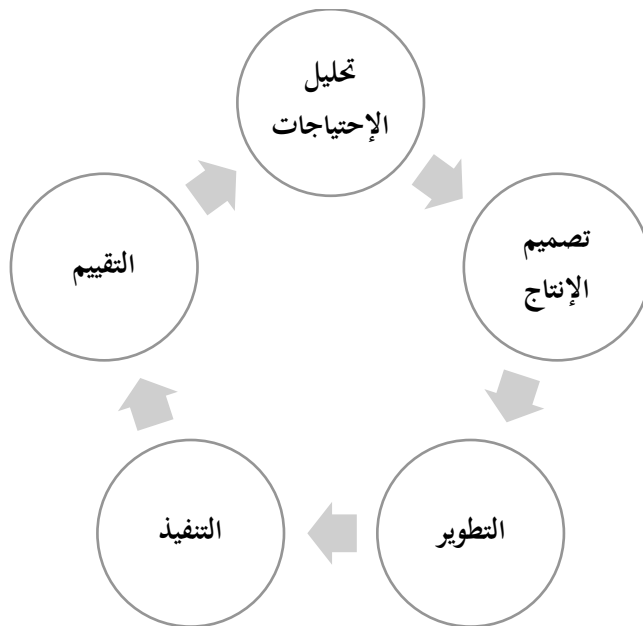 تحليل
الإحتياجات
تصميم
الإنتاج
التطوير
التنفيذ
التقييم